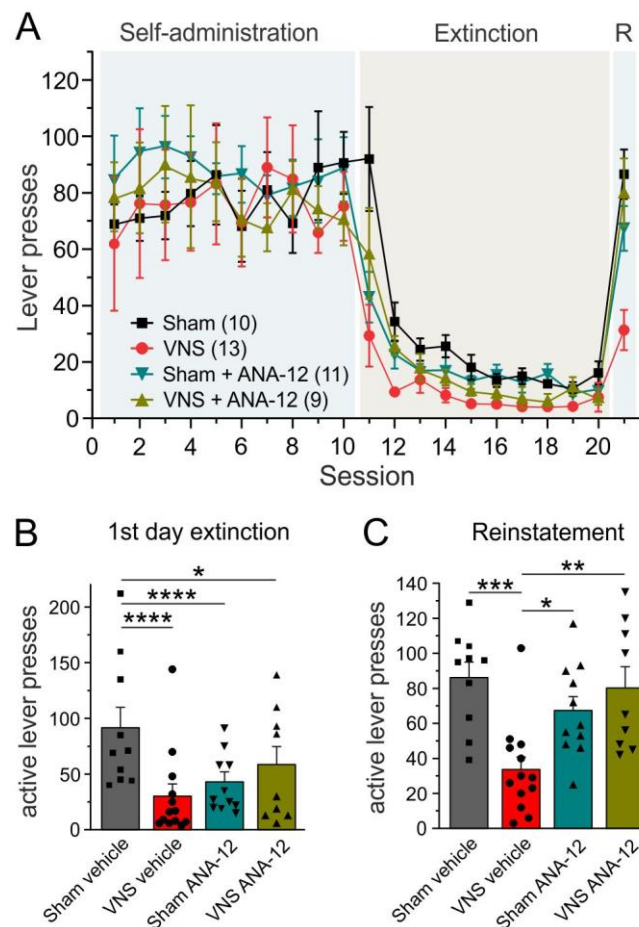 A
Self-administration Extinction R
Lever presses
120
100
80
60
40
20
0
Sham (10)
VNS (13)
Sham + ANA-12 (11)
VNS + ANA-12 (9)
0 2 4 6 8 10 12 14 16 18 20
Session
B
1st day extinction
active lever presses
200
150
100
50
0
*
****
****
Sham vehicle
VNS vehicle
Sham ANA-12
VNS ANA-12
C
Reinstatement
active lever presses
140
120
100
80
60
40
20
0
**
***
*
Sham vehicle
VNS vehicle
Sham ANA-12
VNS ANA-12